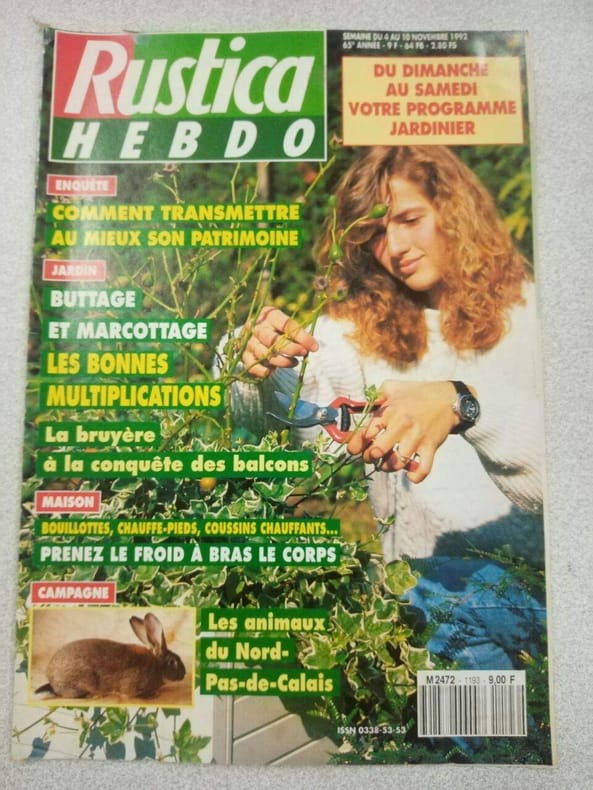 Rustica
HEBDO
SEMAINE DU 4 AU 10 NOVEMBRE 1992
65e ANNÉE - 9 F - 64 FB - 2.80 FS
DU DIMANCHE
AU SAMEDI
VOTRE PROGRAMME
JARDINIER
ENQUÊTE
COMMENT TRANSMETTRE
AU MIEUX SON PATRIMOINE
JARDIN
BUTTAGE
ET MARCOTTAGE
LES BONNES
MULTIPLICATIONS
La bruyère
à la conquête des balcons
MAISON
BOUILLOTTES, CHAUFFE-PIEDS, COUSSINS CHAUFFANTS...
PRENEZ LE FROID À BRAS LE CORPS
CAMPAGNE
Les animaux
du Nord-
Pas-de-Calais
M 2472 - 1193 - 9,00 F
ISSN 0338-53-53